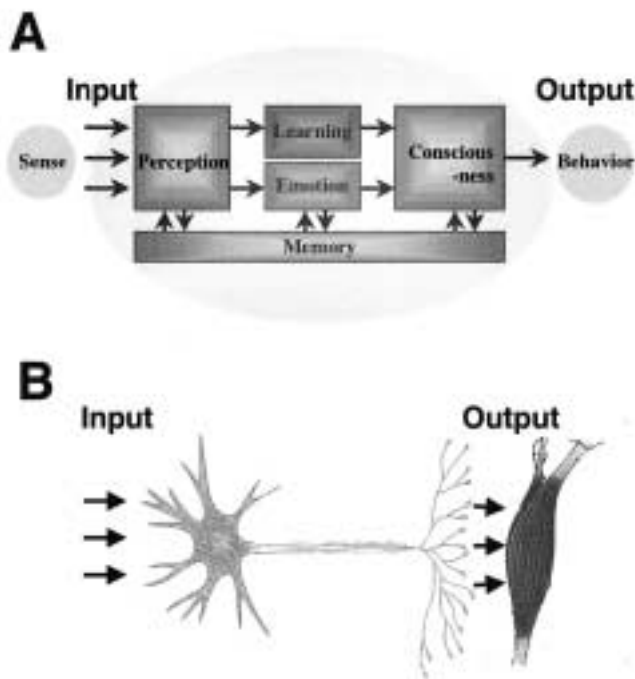 A
Input
Output
Sense
Perception
Learning
Emotion
Conscious
-ness
Behavior
Memory
B
Input
Output